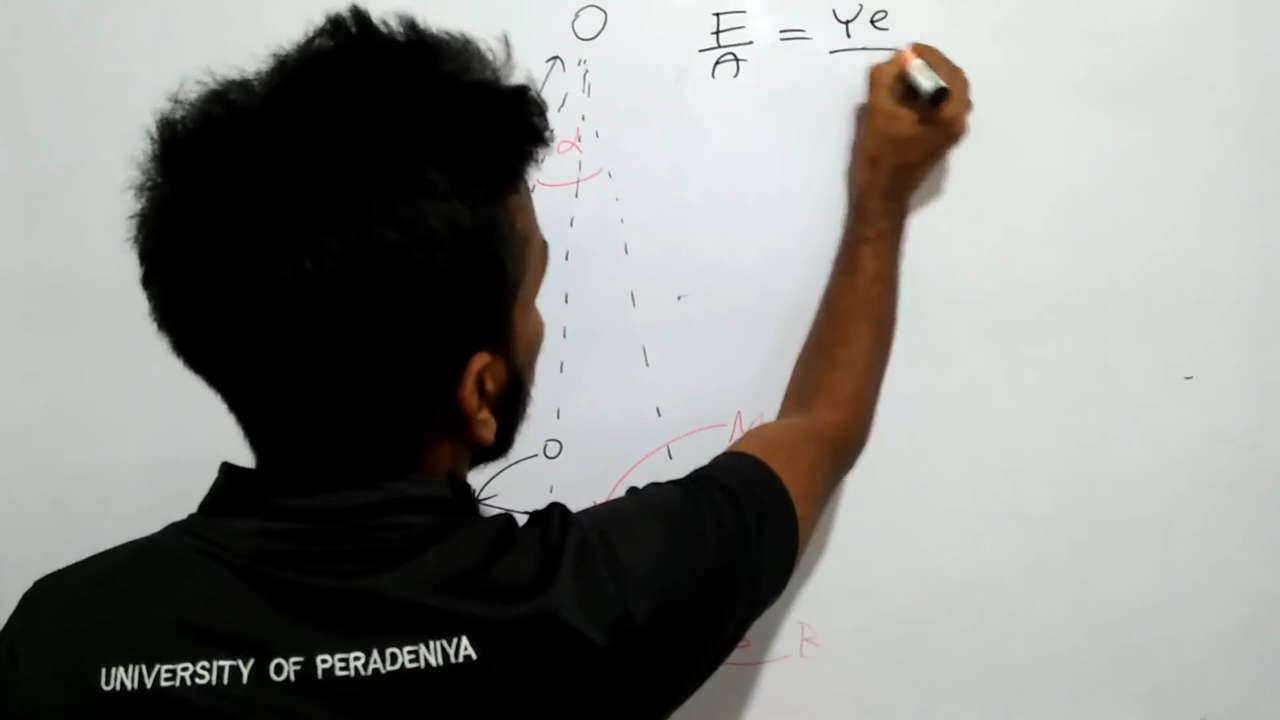 O
E/A = Ye
α
O
R
UNIVERSITY OF PERADENIYA